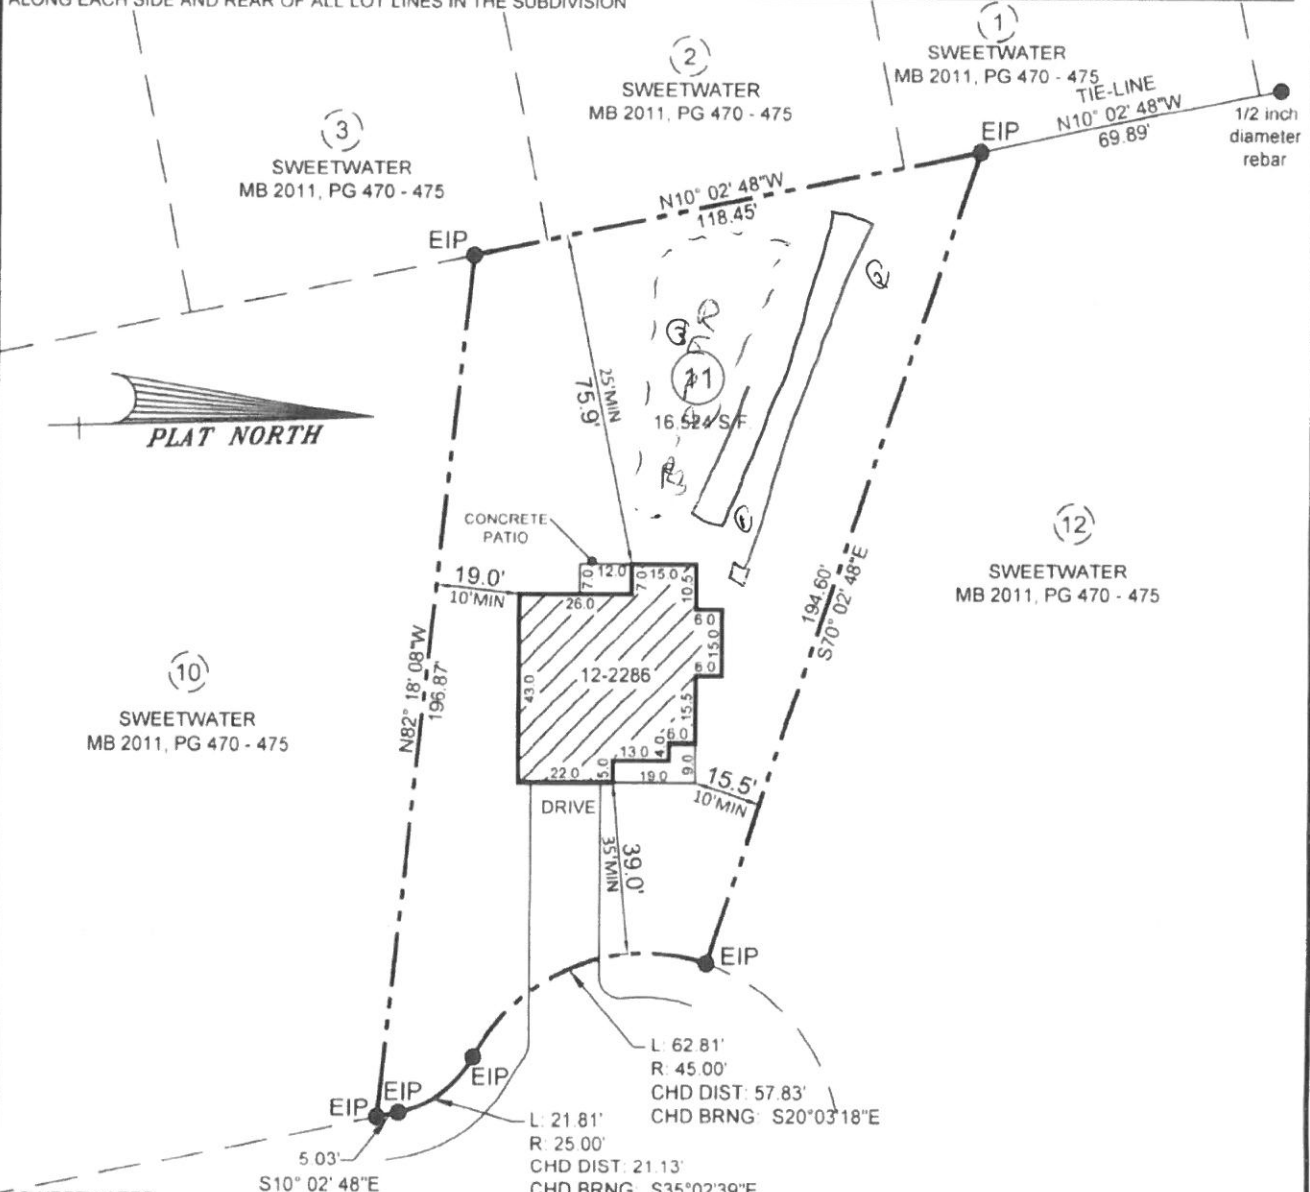 ALONG EACH SIDE AND REAR OF ALL LOT LINES IN THE SUBDIVISION
1
SWEETWATER
MB 2011, PG 470 - 475
2
SWEETWATER
MB 2011, PG 470 - 475
3
SWEETWATER
MB 2011, PG 470 - 475
TIE-LINE
N10° 02' 48"W
69.89'
1/2 inch
diameter
rebar
EIP
N10° 02' 48"W
118.45'
EIP
2
3
R
11
16,524 S.F.
25'MIN
75.9'
PLAT NORTH
1
CONCRETE
PATIO
19.0'
10'MIN
7.0
12.0
7.0
15.0
10.5
26.0
6.0
15.0
6.0
12-2286
43.0
15.5
6.0
4.0
13.0
9.0
22.0
5.0
19.0
15.5'
10'MIN
DRIVE
39.0'
35'MIN
194.60'
S70° 02' 48"E
12
SWEETWATER
MB 2011, PG 470 - 475
10
SWEETWATER
MB 2011, PG 470 - 475
N82° 18' 08"W
196.87'
EIP
EIP
EIP
EIP
L: 62.81'
R: 45.00'
CHD DIST: 57.83'
CHD BRNG: S20°03'18"E
L: 21.81'
R: 25.00'
CHD DIST: 21.13'
CHD BRNG: S35°02'39"E
5.03'
S10° 02' 48"E